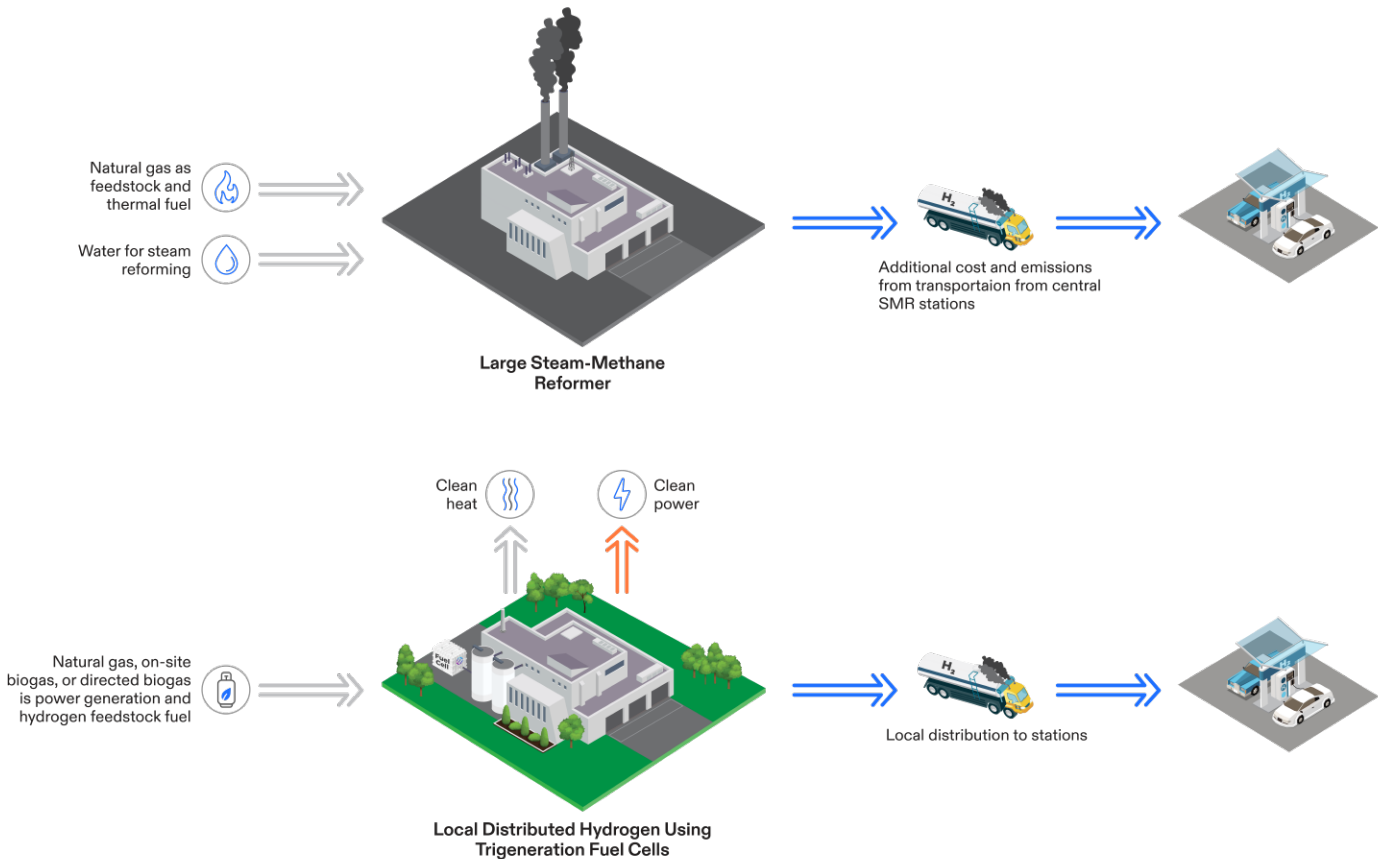 Natural gas as
feedstock and
thermal fuel
Water for steam
reforming
H₂
Additional cost and emissions
from transportaion from central
SMR stations
H₂
Large Steam-Methane
Reformer
Clean
heat
Clean
power
Natural gas, on-site
biogas, or directed biogas
is power generation and
hydrogen feedstock fuel
Fuel
Cell
H₂
Local distribution to stations
H₂
Local Distributed Hydrogen Using
Trigeneration Fuel Cells